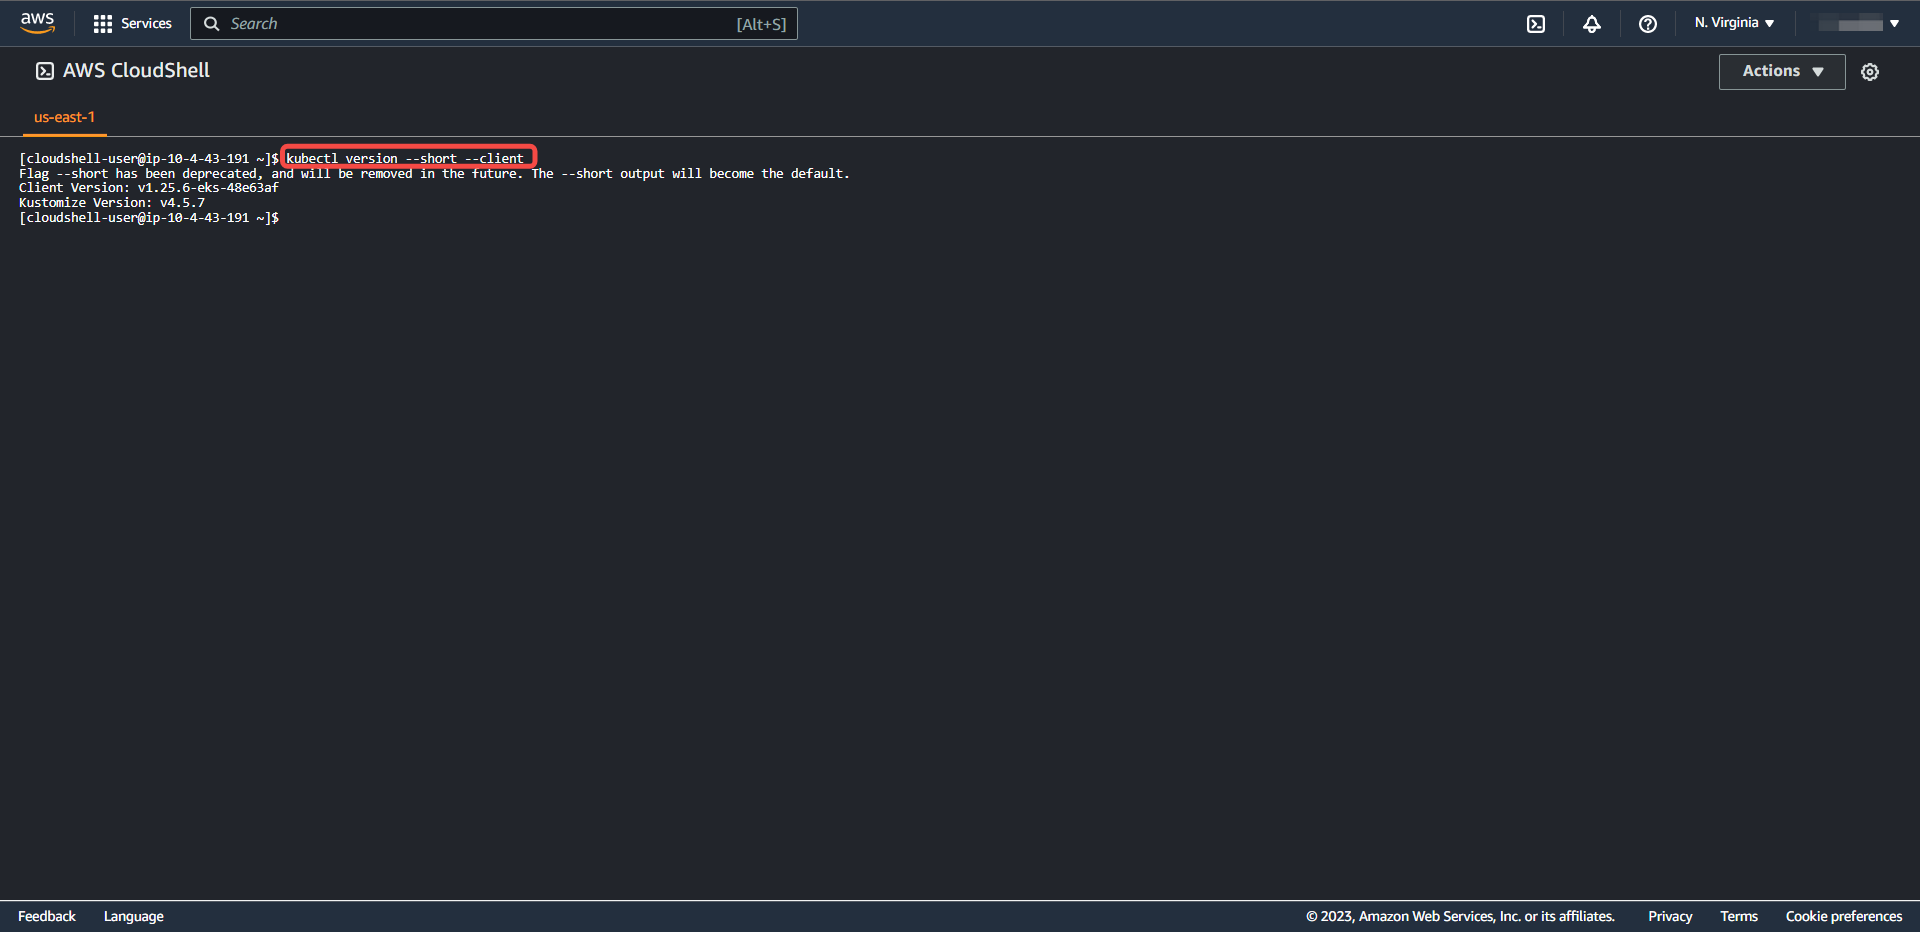 aws
Services
Search
[Alt+S]
N. Virginia
AWS CloudShell
Actions
us-east-1
[cloudshell-user@ip-10-4-43-191 ~]$ kubectl version --short --client
Flag --short has been deprecated, and will be removed in the future. The --short output will become the default.
Client Version: v1.25.6-eks-48e63af
Kustomize Version: v4.5.7
[cloudshell-user@ip-10-4-43-191 ~]$
Feedback
Language
© 2023, Amazon Web Services, Inc. or its affiliates.
Privacy
Terms
Cookie preferences